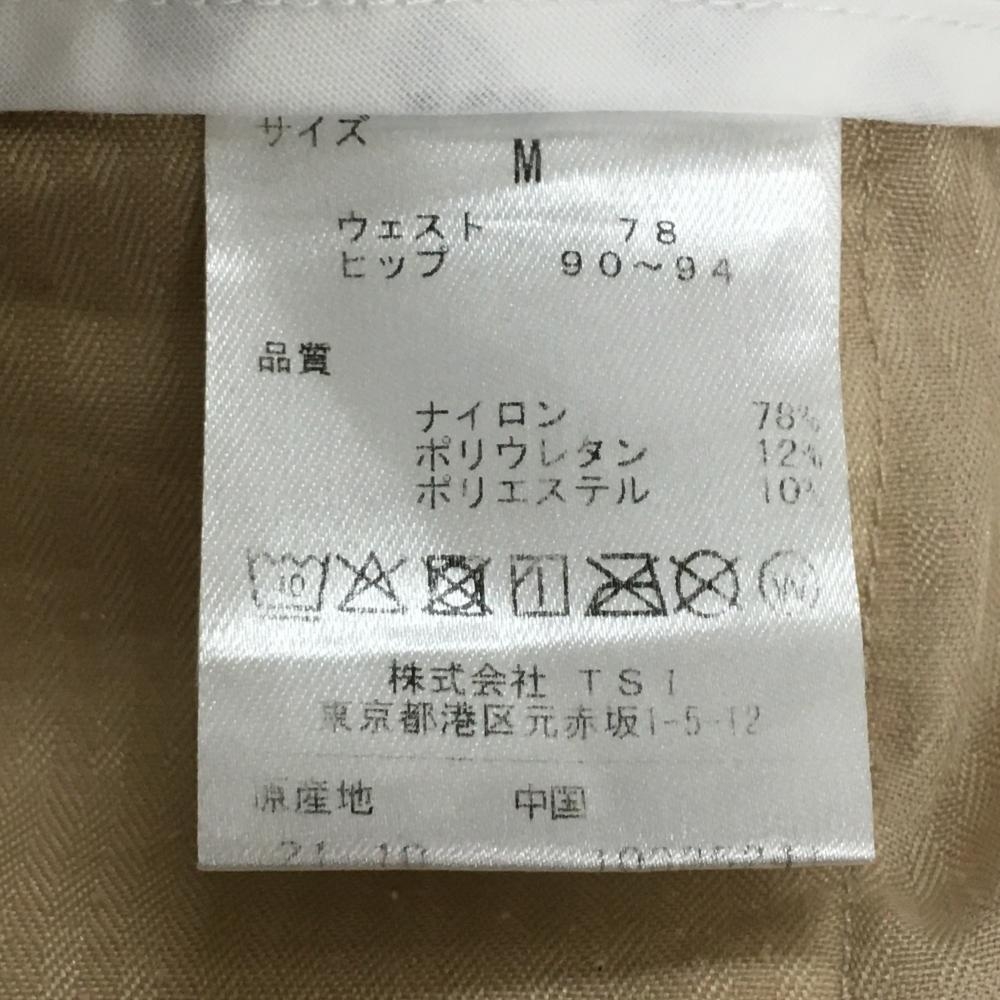 サイズ
M
ウェスト 78
ヒップ 90～94
品質
ナイロン 78%
ポリウレタン 12%
ポリエステル 10%
株式会社 TSI
東京都港区元赤坂1-5-12
原産地 中国
21 10